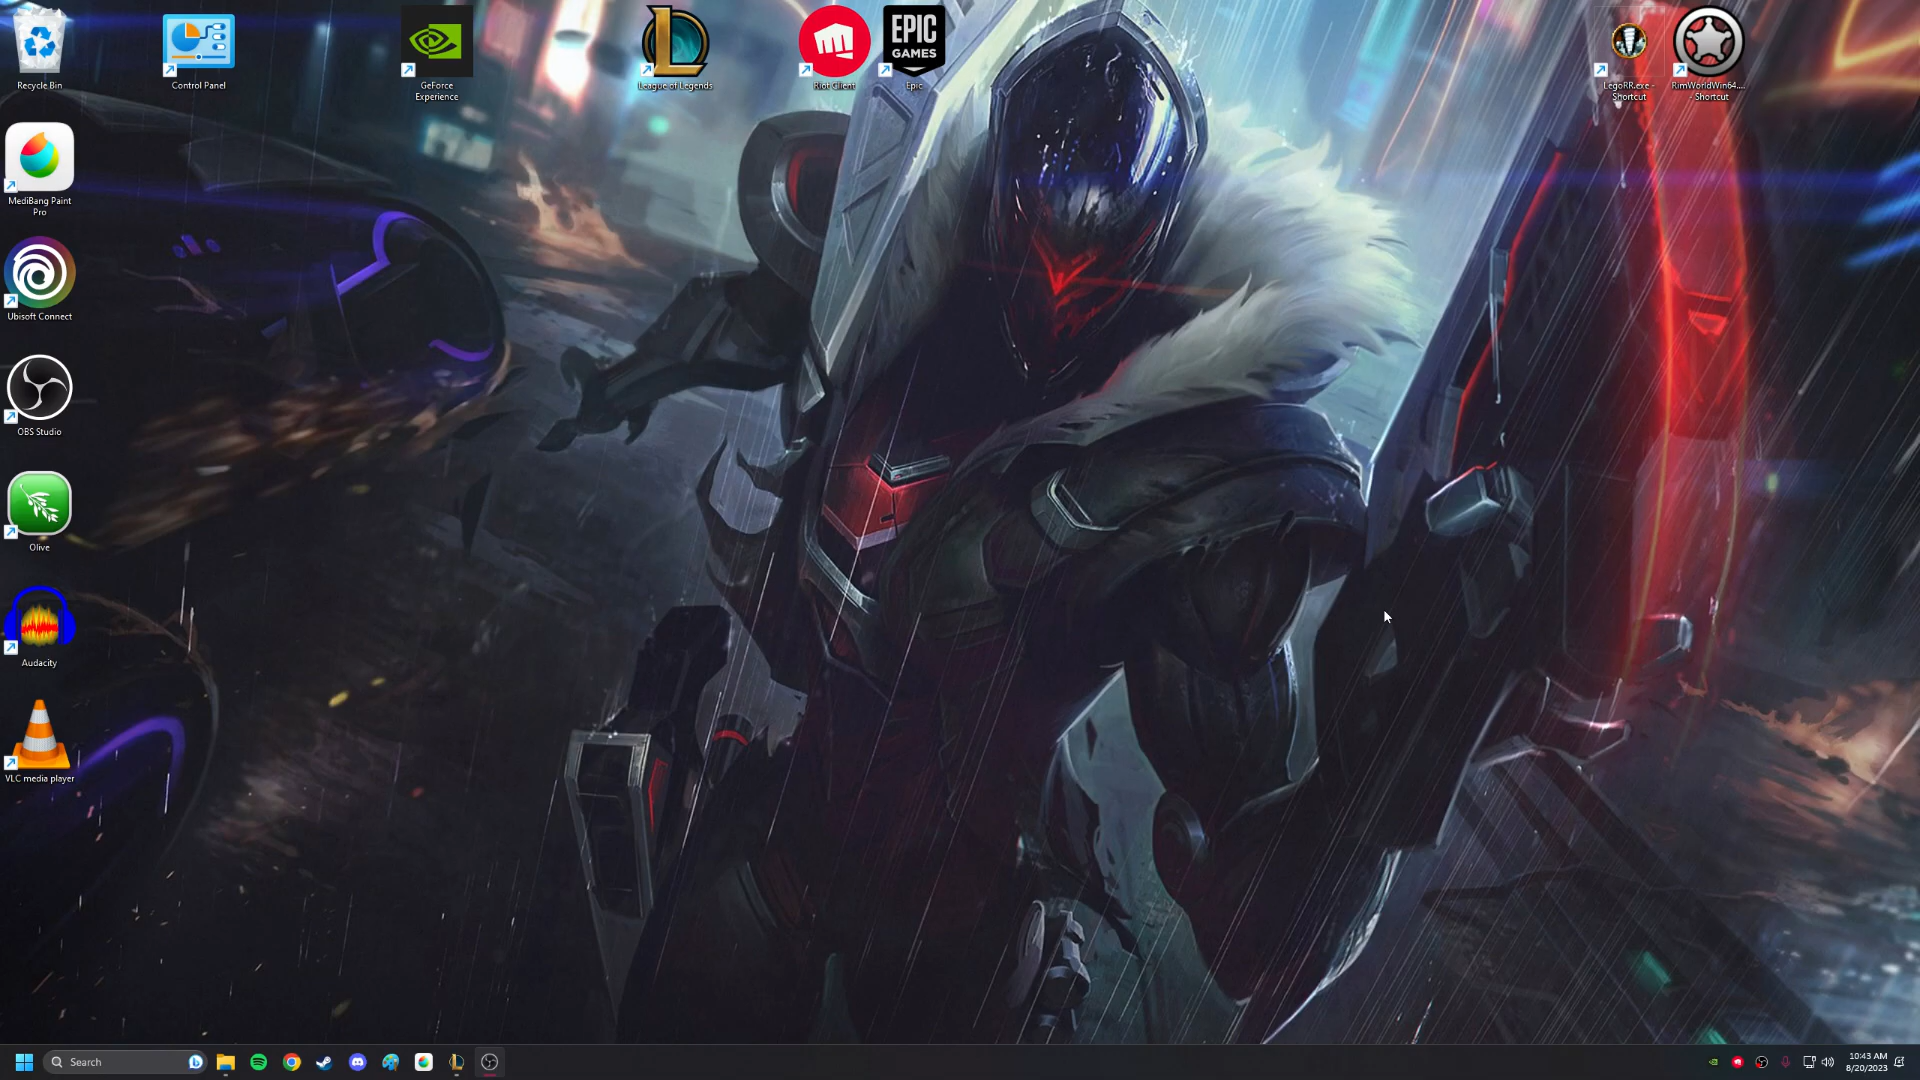 Recycle Bin
Control Panel
GeForce
Experience
League of Legends
Riot Client
EPIC
GAMES
Epic
LegoRR.exe -
Shortcut
RimWorldWin64....
- Shortcut
MediBang Paint
Pro
Ubisoft Connect
OBS Studio
Olive
Audacity
VLC media player
Search
10:43 AM
8/20/2023